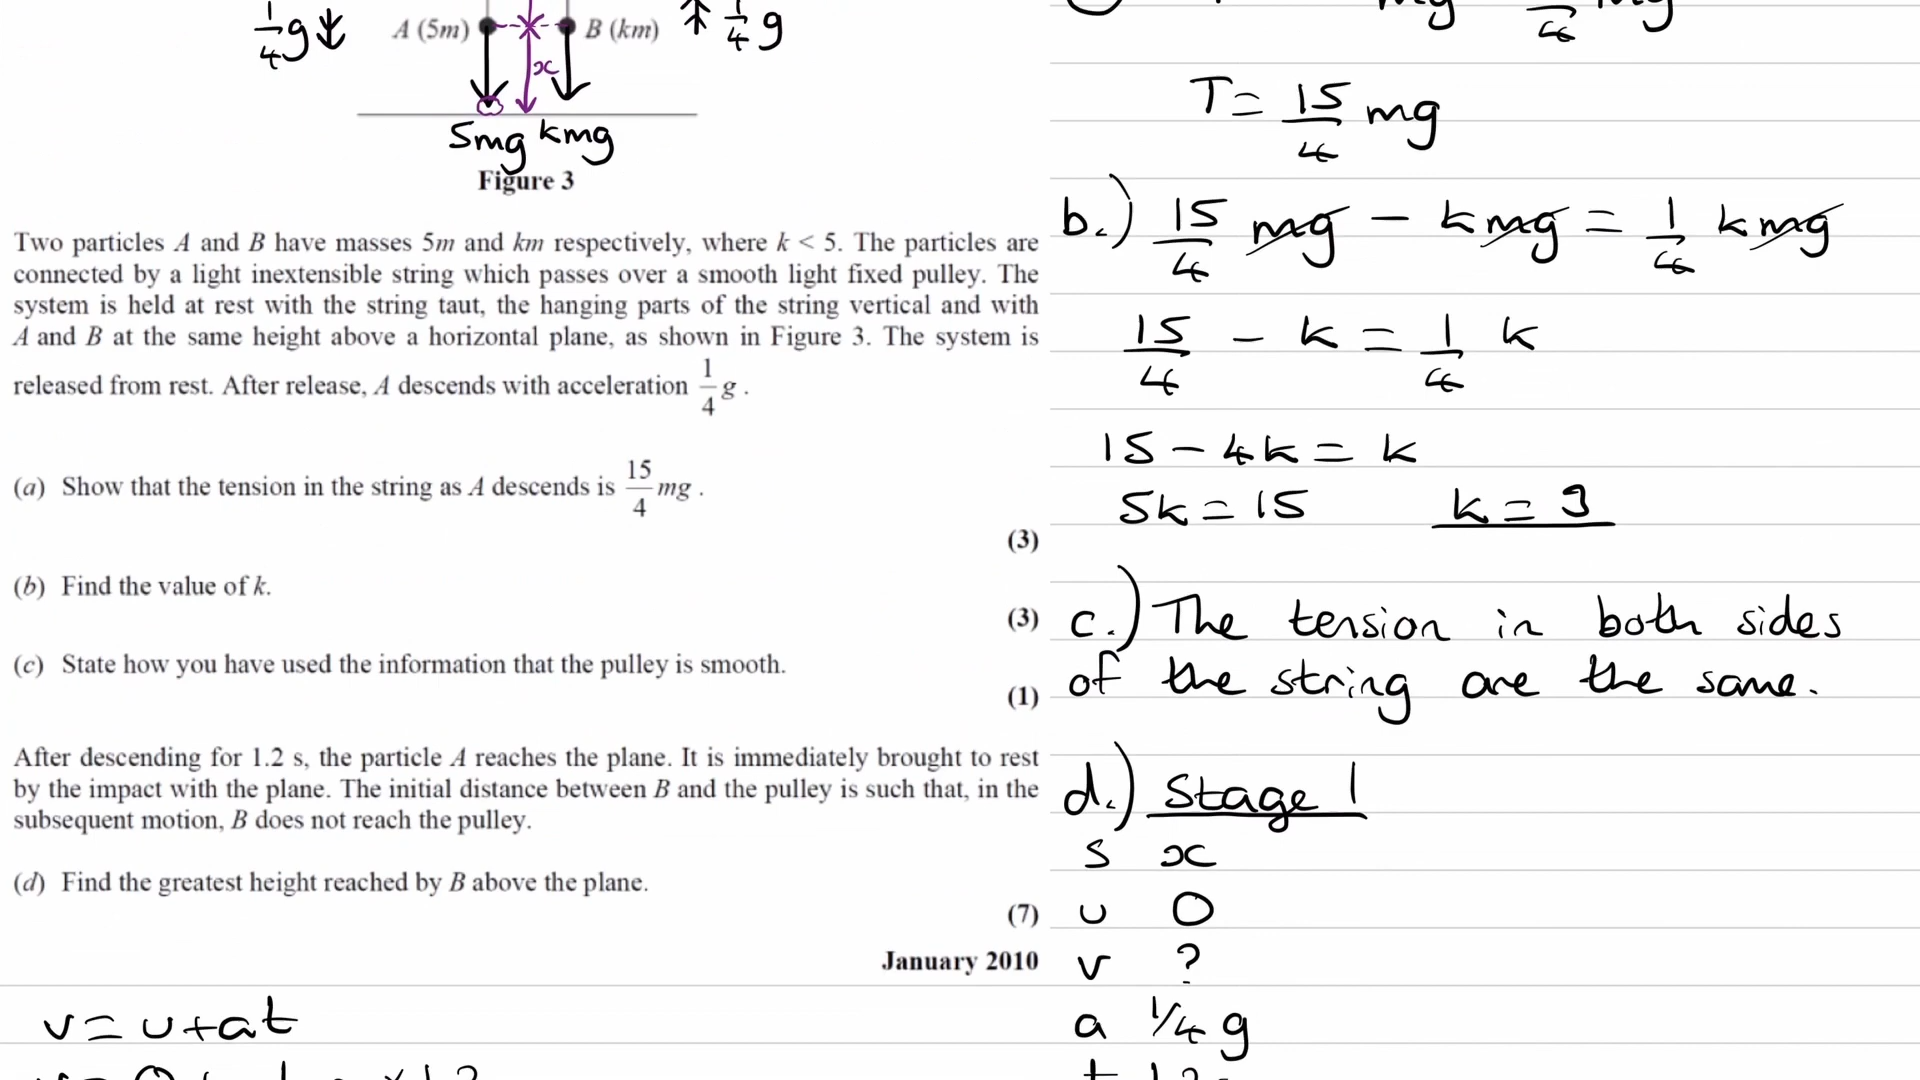 1/4 g A (5m) B (km) 1/4 g
x
5mg kmg
Figure 3
Two particles A and B have masses 5m and km respectively, where k < 5. The particles are
connected by a light inextensible string which passes over a smooth light fixed pulley. The
system is held at rest with the string taut, the hanging parts of the string vertical and with
A and B at the same height above a horizontal plane, as shown in Figure 3. The system is
released from rest. After release, A descends with acceleration 1/4 g.
(a) Show that the tension in the string as A descends is 15/4 mg.
(3)
(b) Find the value of k.
(3)
(c) State how you have used the information that the pulley is smooth.
(1)
After descending for 1.2 s, the particle A reaches the plane. It is immediately brought to rest
by the impact with the plane. The initial distance between B and the pulley is such that, in the
subsequent motion, B does not reach the pulley.
(d) Find the greatest height reached by B above the plane.
(7)
January 2010
v = u + at
mg 4 mg
T = 15/4 mg
b.) 15/4 mg - kmg = 1/4 kmg
15/4 - k = 1/4 k
15 - 4k = k
5k = 15 k = 3
c.) The tension in both sides
of the string are the same.
d.) Stage 1
s x
u 0
v ?
a 1/4 g